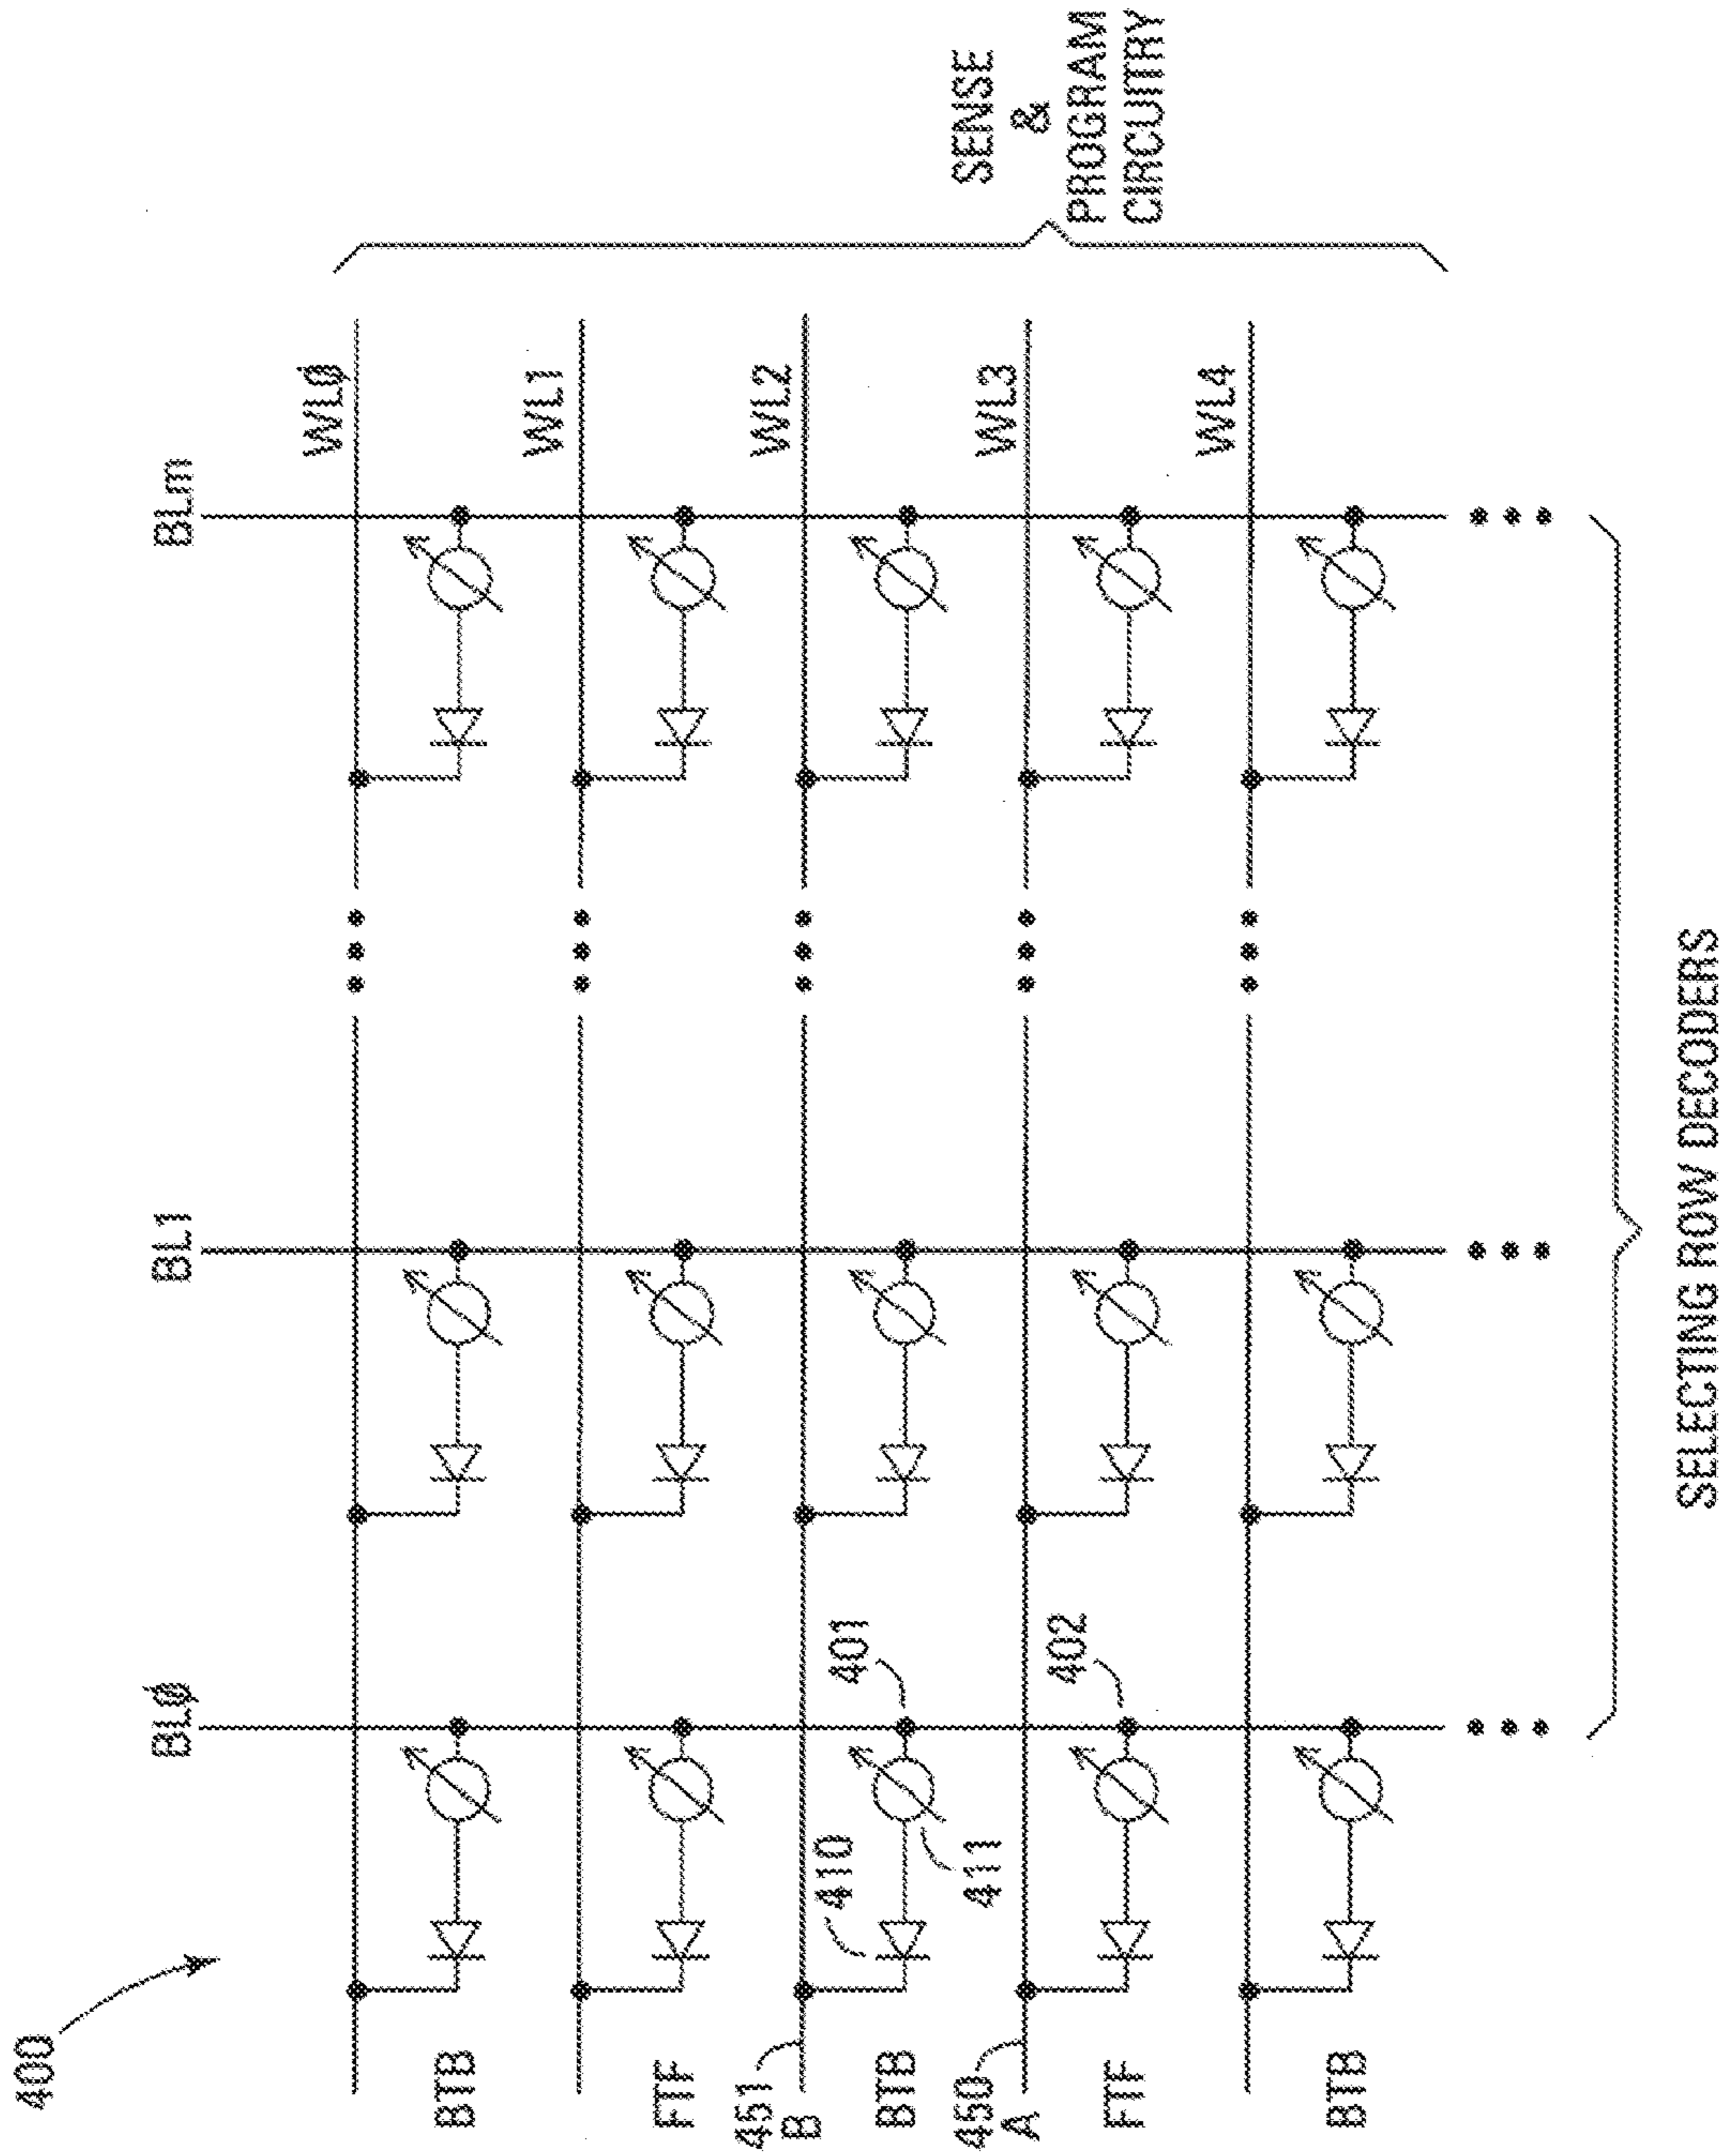 400
BLØ
BL1
BLm
WLØ
WL1
WL2
WL3
WL4
BTB
FTF
451
B
BTB
450
A
FTF
BTB
410
411
401
402
SENSE
&
PROGRAM
CIRCUITRY
SELECTING ROW DECODERS